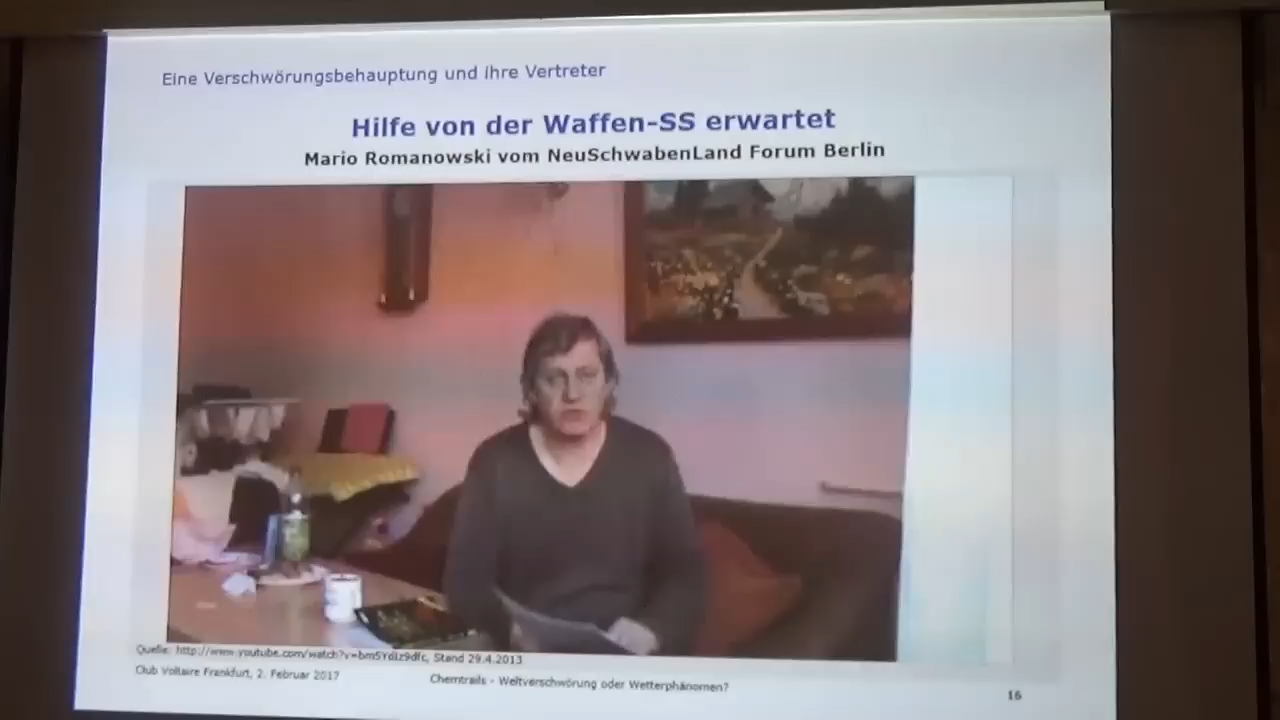 Eine Verschwörungsbehauptung und ihre Vertreter
Hilfe von der Waffen-SS erwartet
Mario Romanowski vom NeuSchwabenLand Forum Berlin
Quelle: http://www.youtube.com/watch?v=bm5Yd1z9dfc, Stand 29.4.2013
Club Voltaire Frankfurt, 2. Februar 2017
Chemtrails - Weltverschwörung oder Wetterphänomen?
16